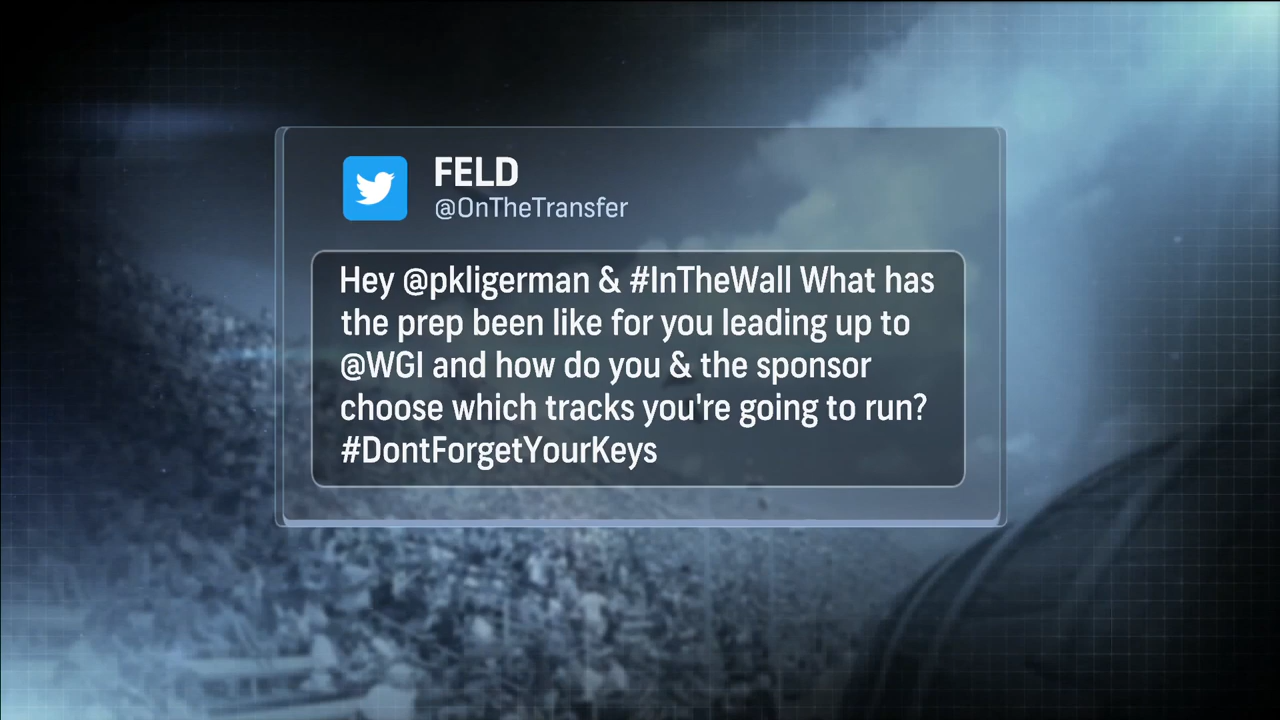 FELD
@OnTheTransfer
Hey @pkligerman & #InTheWall What has
the prep been like for you leading up to
@WGI and how do you & the sponsor
choose which tracks you're going to run?
#DontForgetYourKeys